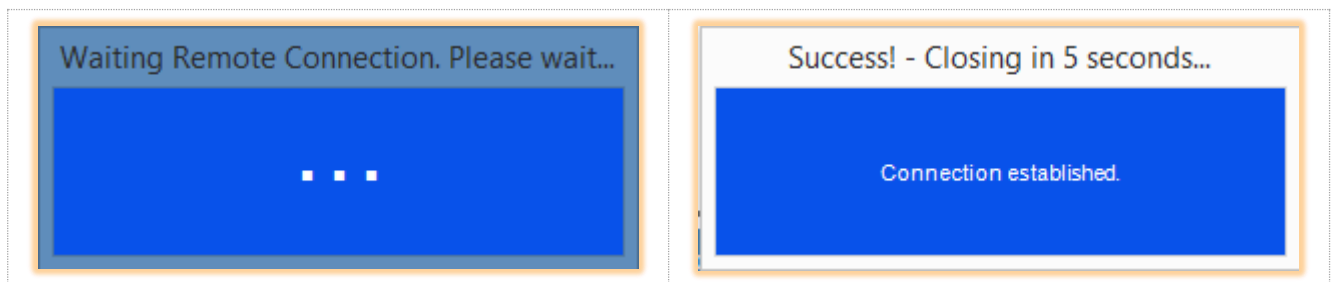 Waiting Remote Connection. Please wait...
...
Success! - Closing in 5 seconds...
Connection established.